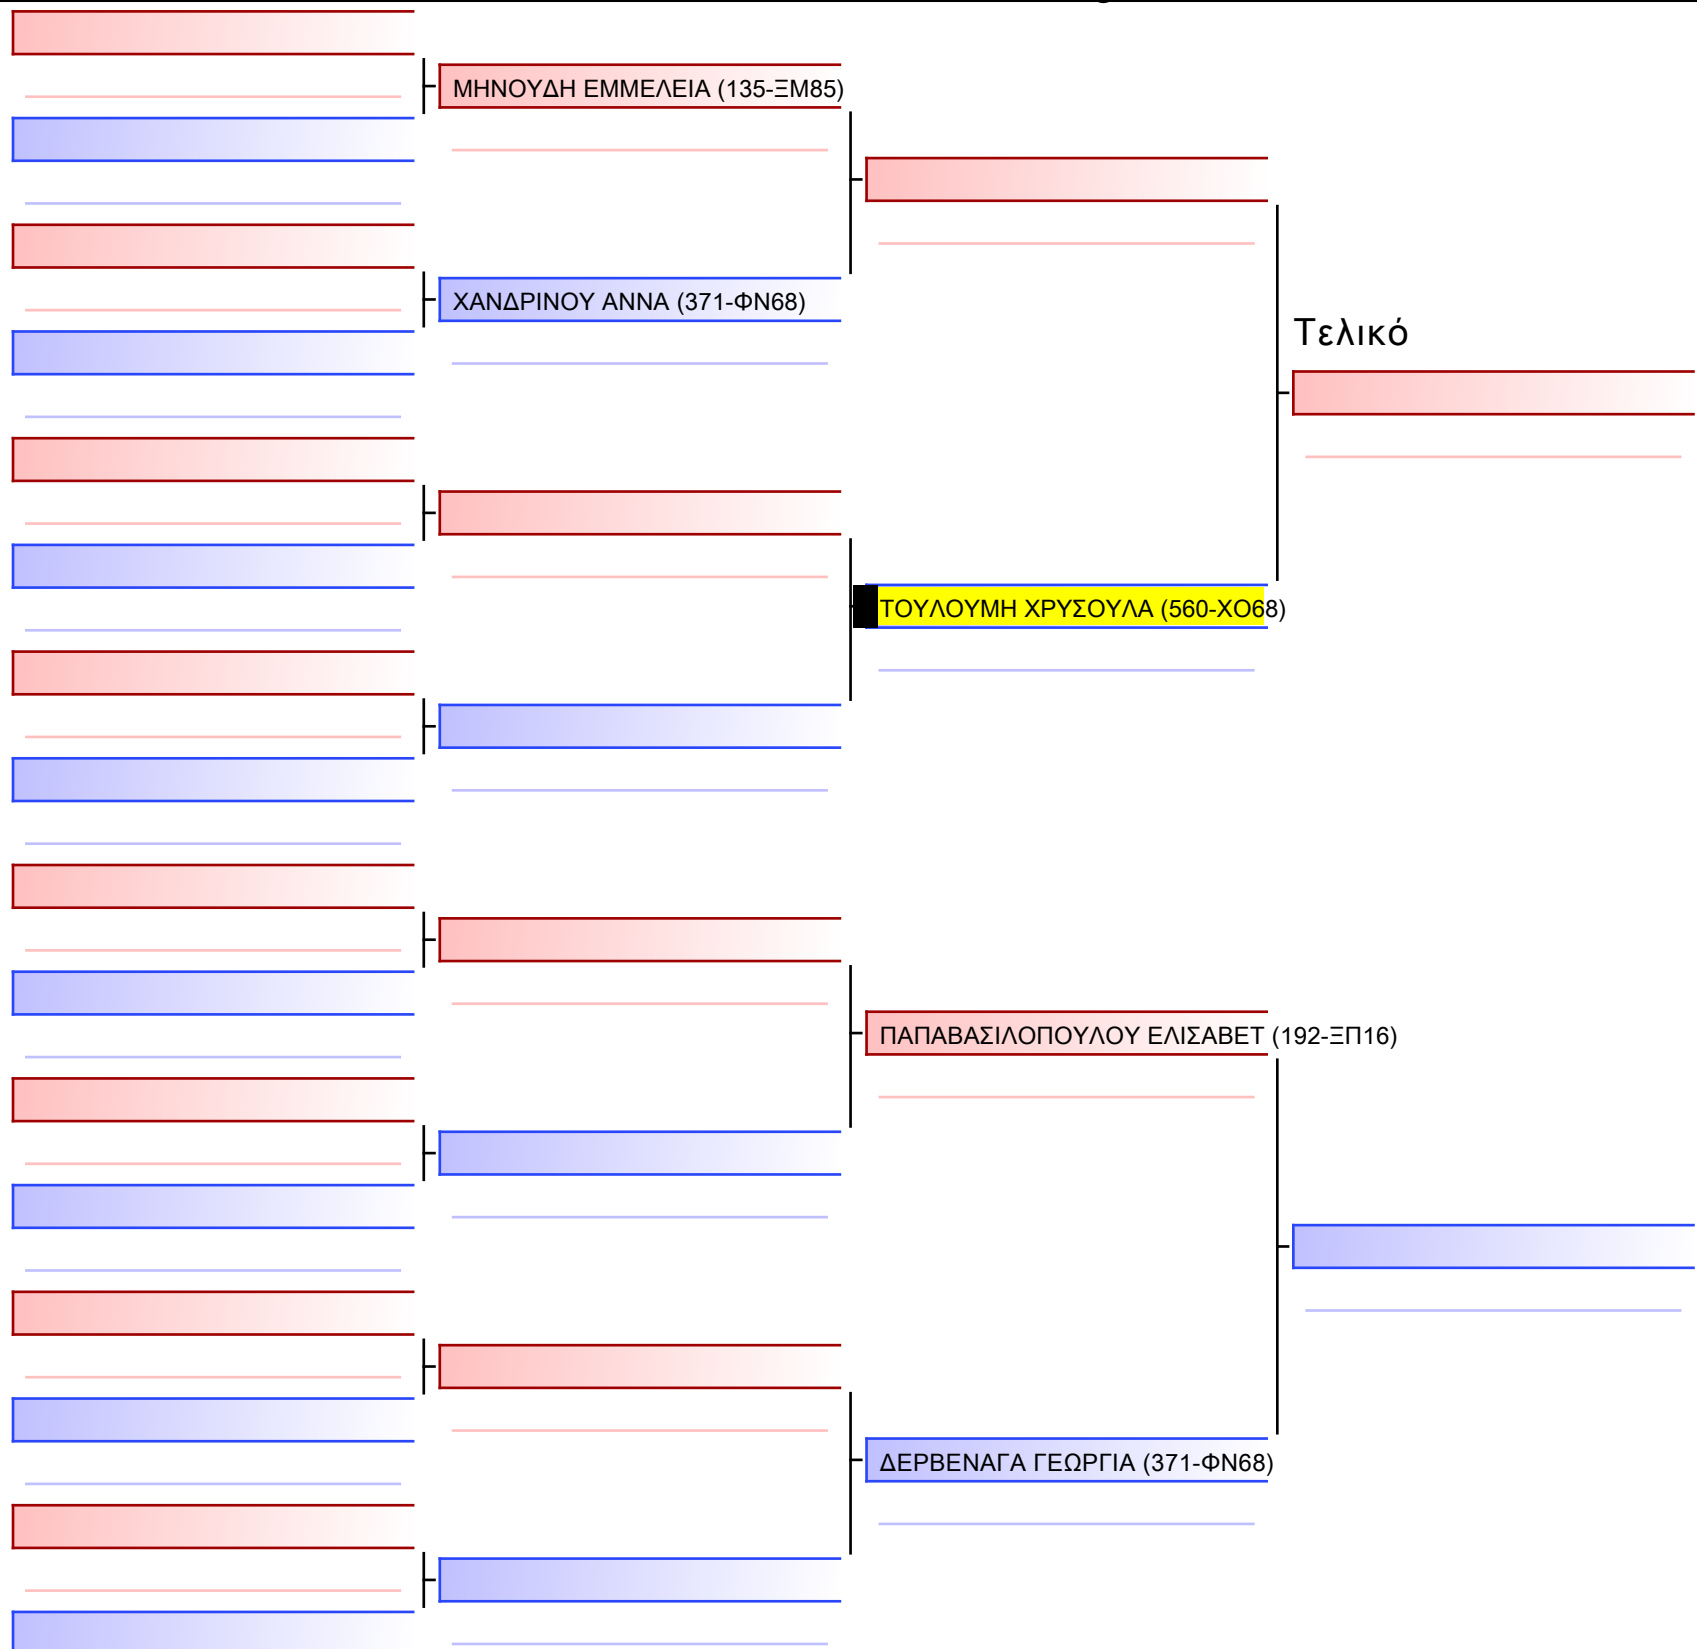 ΜΗΝΟΥΔΗ ΕΜΜΕΛΕΙΑ (135-ΞΜ85)
ΧΑΝΔΡΙΝΟΥ ΑΝΝΑ (371-ΦΝ68)
Τελικό
ΤΟΥΛΟΥΜΗ ΧΡΥΣΟΥΛΑ (560-ΧΟ68)
ΠΑΠΑΒΑΣΙΛΟΠΟΥΛΟΥ ΕΛΙΣΑΒΕΤ (192-ΞΠ16)
ΔΕΡΒΕΝΑΓΑ ΓΕΩΡΓΙΑ (371-ΦΝ68)